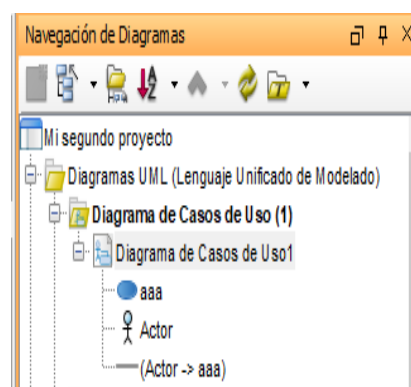 Navegación de Diagramas
Mi segundo proyecto
Diagramas UML (Lenguaje Unificado de Modelado)
Diagrama de Casos de Uso (1)
Diagrama de Casos de Uso1
aaa
Actor
(Actor -> aaa)